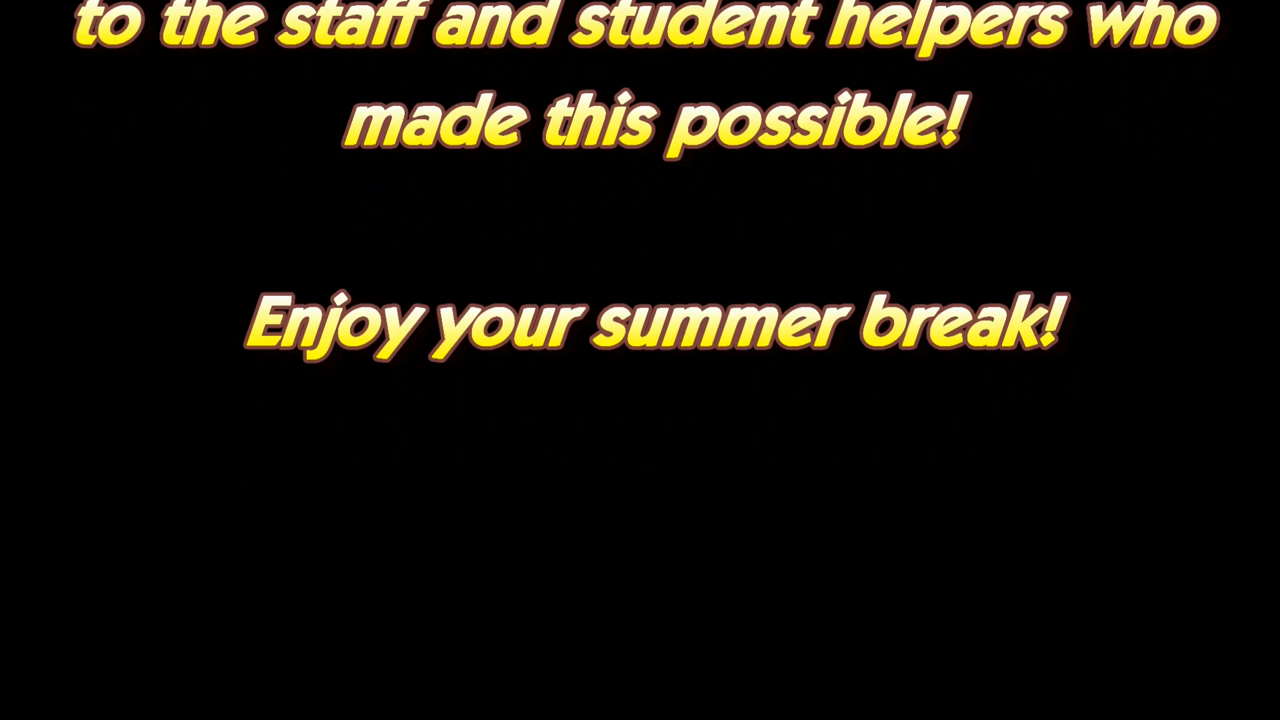 to the staff and student helpers who
made this possible!
Enjoy your summer break!